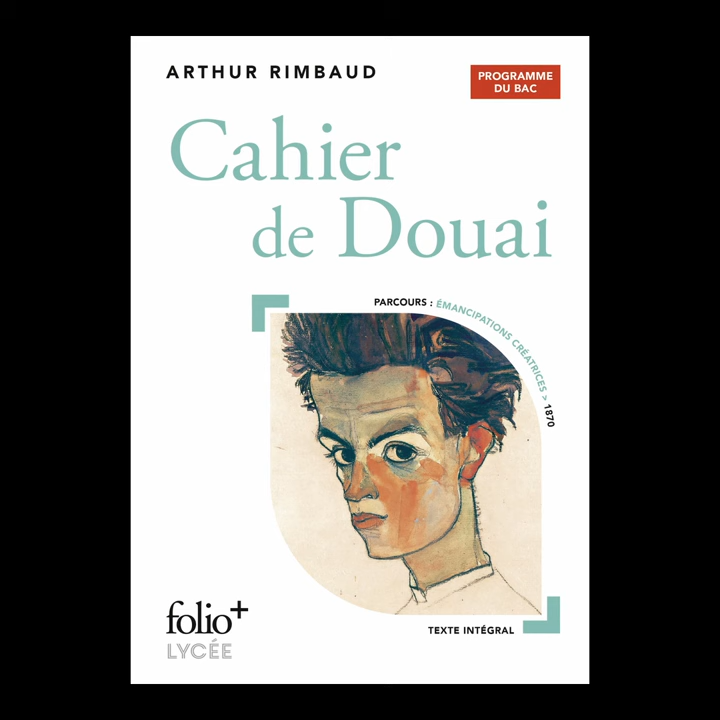 ARTHUR RIMBAUD
PROGRAMME
DU BAC
Cahier
de Douai
PARCOURS : ÉMANCIPATIONS CRÉATRICES > 1870
folio+
LYCÉE
TEXTE INTÉGRAL